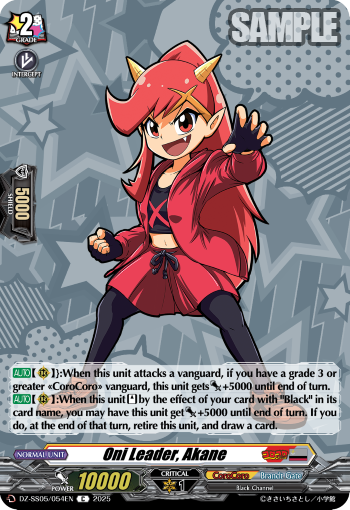 2
GRADE
SAMPLE
INTERCEPT
5000
SHIELD
AUTO【RC】:When this unit attacks a vanguard, if you have a grade 3 or
greater «CoroCoro» vanguard, this unit gets +5000 until end of turn.
AUTO【RC】:When this unit【】by the effect of your card with "Black" in its
card name, you may have this unit get +5000 until end of turn. If you
do, at the end of that turn, retire this unit, and draw a card.
NORMAL UNIT
Oni Leader, Akane
POWER 10000
CRITICAL
1
CoroCoro
Brandt Gate
Black Channel
D-DZ-SS05/054EN C 2025
©きさいちさとし／小学館